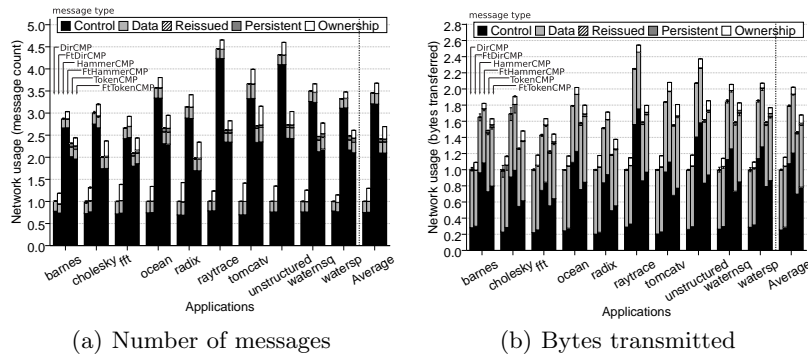 message type
Control Data Reissued Persistent Ownership
DirCMP
FtDirCMP
HammerCMP
FtHammerCMP
TokenCMP
FtTokenCMP
Network usage (message count)
5.0
4.5
4.0
3.5
3.0
2.5
2.0
1.5
1.0
0.5
0.0
barnes
cholesky
fft
ocean
radix
raytrace
tomcatv
unstructured
waternsq
watersp
Average
Applications
(a) Number of messages
message type
Control Data Reissued Persistent Ownership
DirCMP
FtDirCMP
HammerCMP
FtHammerCMP
TokenCMP
FtTokenCMP
Network usage (bytes transferred)
2.8
2.6
2.4
2.2
2.0
1.8
1.6
1.4
1.2
1.0
0.8
0.6
0.4
0.2
0.0
barnes
cholesky
fft
ocean
radix
raytrace
tomcatv
unstructured
waternsq
watersp
Average
Applications
(b) Bytes transmitted